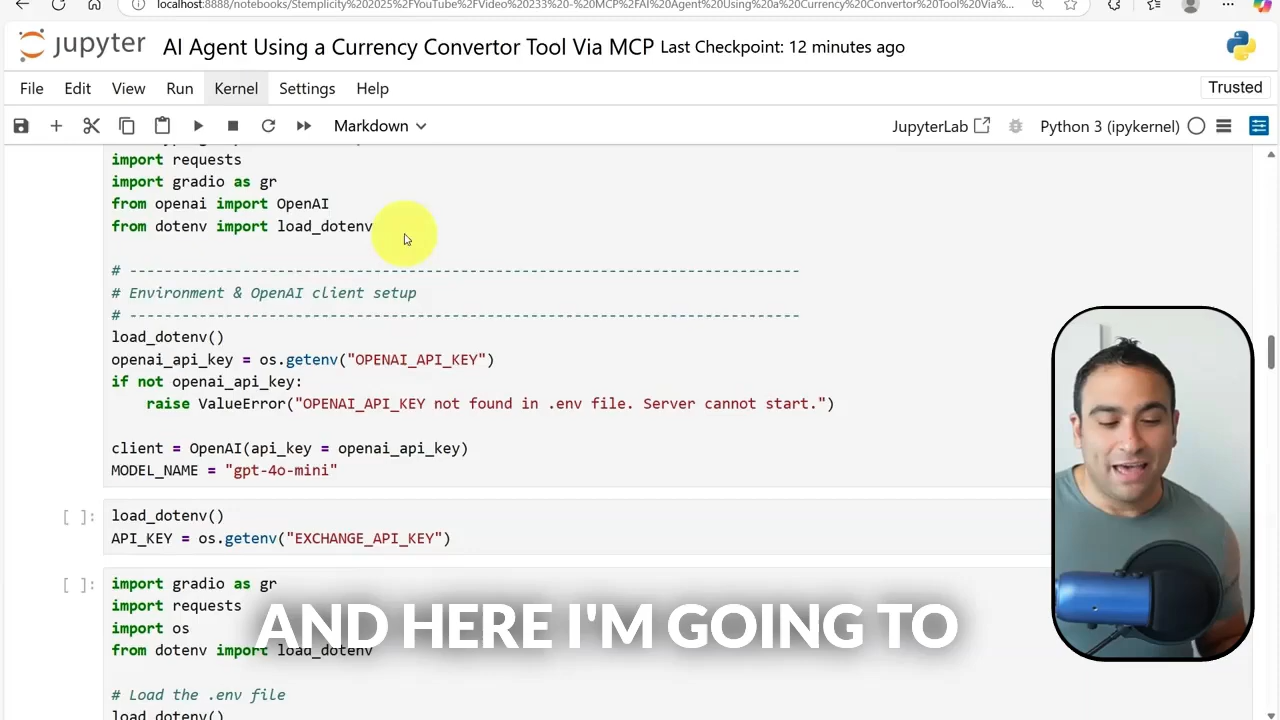 localhost:8888/notebooks/Stemplicity%202025%2FYouTube%2FVideo%2033%20-%20MCP%2FAI%20Agent%20Using%20a%20Currency%20Convertor%20Tool%20Via%...
jupyter AI Agent Using a Currency Convertor Tool Via MCP Last Checkpoint: 12 minutes ago
File Edit View Run Kernel Settings Help Trusted
Markdown JupyterLab Python 3 (ipykernel)
import requests
import gradio as gr
from openai import OpenAI
from dotenv import load_dotenv
# -----------------------------------------------------------------------------
# Environment & OpenAI client setup
# -----------------------------------------------------------------------------
load_dotenv()
openai_api_key = os.getenv("OPENAI_API_KEY")
if not openai_api_key:
raise ValueError("OPENAI_API_KEY not found in .env file. Server cannot start.")
client = OpenAI(api_key = openai_api_key)
MODEL_NAME = "gpt-4o-mini"
[ ]: load_dotenv()
API_KEY = os.getenv("EXCHANGE_API_KEY")
[ ]: import gradio as gr
import requests
import os
from dotenv import load_dotenv
AND HERE I'M GOING TO
# Load the .env file
load_dotenv()